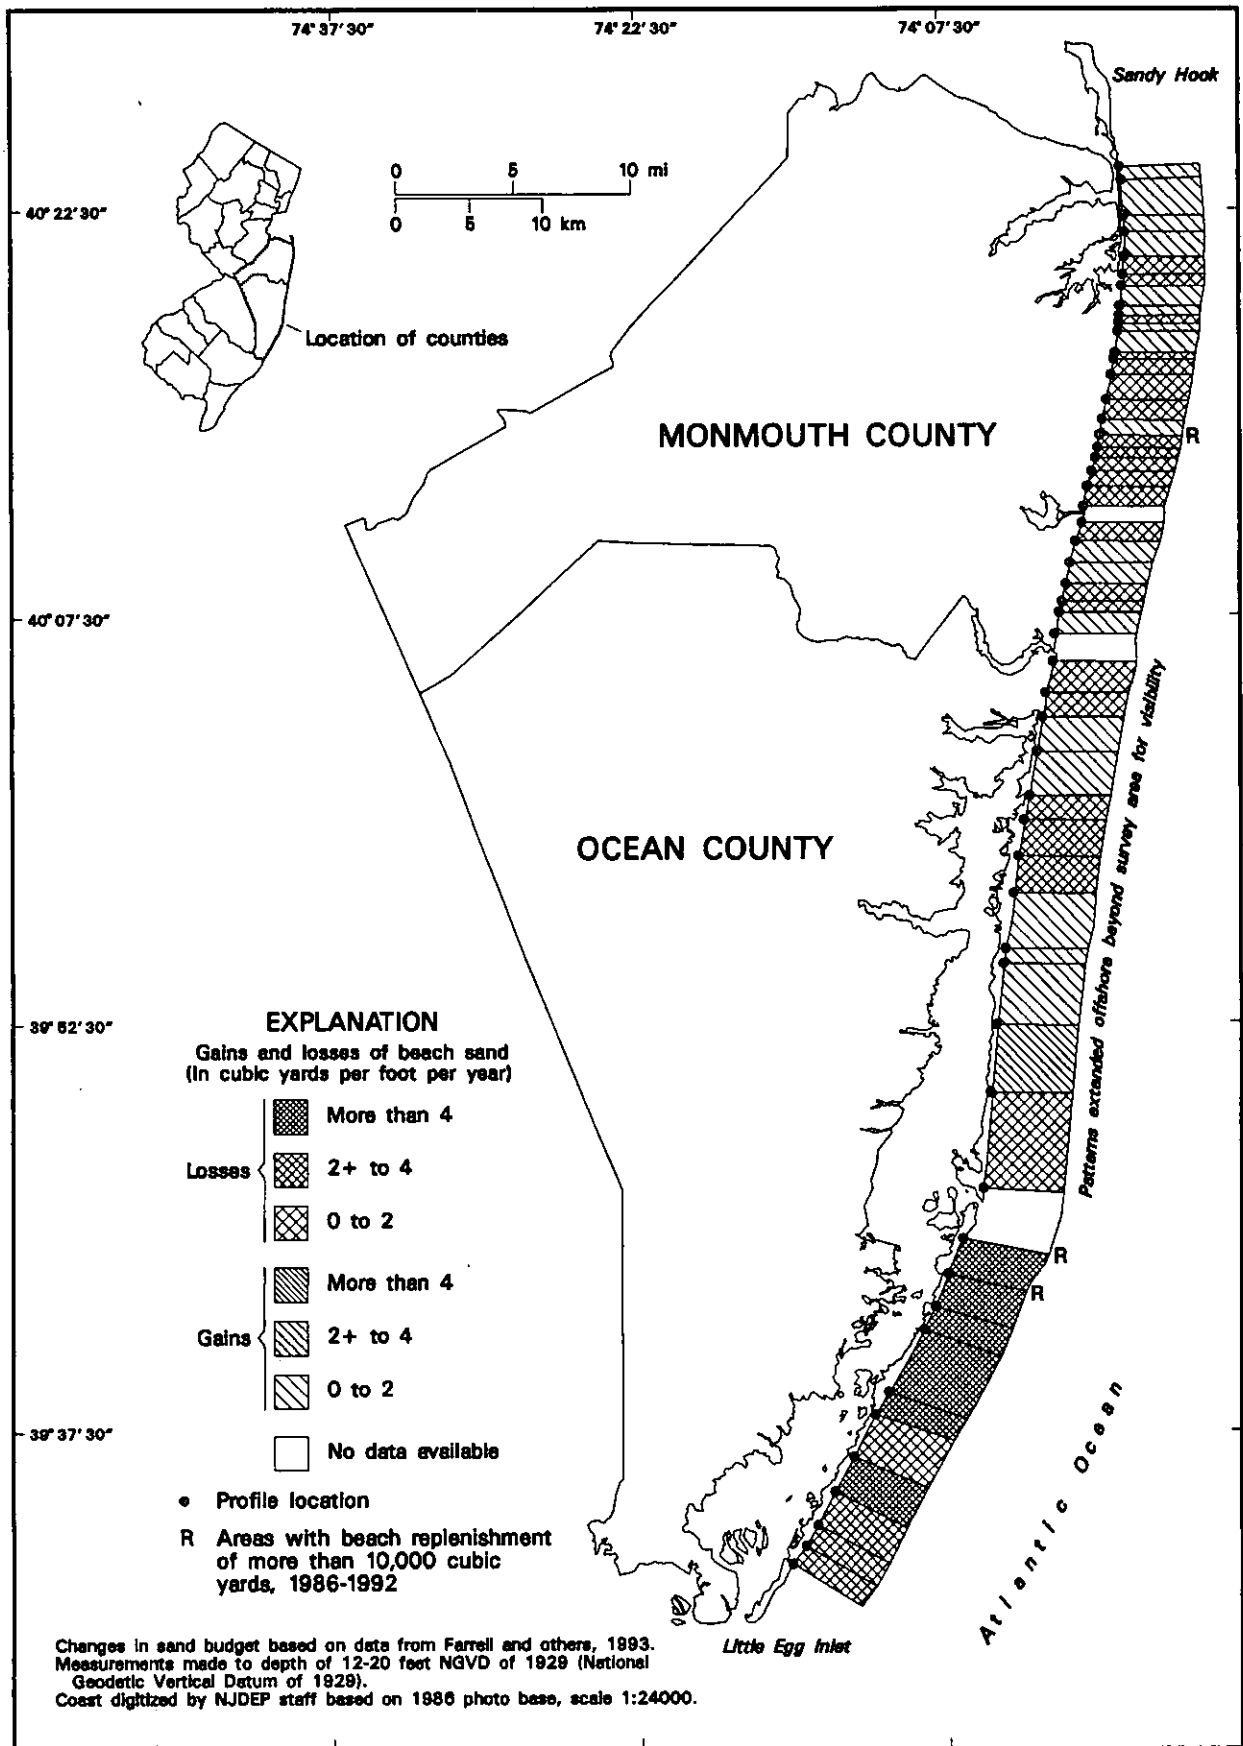 74° 37' 30"
74° 22' 30"
74° 07' 30"
Sandy Hook
0 5 10 mi
0 5 10 km
40° 22' 30"
Location of counties
MONMOUTH COUNTY
R
40° 07' 30"
Patterns extended offshore beyond survey area for visibility
OCEAN COUNTY
39° 52' 30"
EXPLANATION
Gains and losses of beach sand
(In cubic yards per foot per year)
More than 4
Losses
2+ to 4
0 to 2
More than 4
Gains
2+ to 4
0 to 2
No data available
Profile location
R Areas with beach replenishment
of more than 10,000 cubic
yards, 1986-1992
R
R
39° 37' 30"
Atlantic Ocean
Little Egg Inlet
Changes in sand budget based on data from Farrell and others, 1993.
Measurements made to depth of 12-20 feet NGVD of 1929 (National
Geodetic Vertical Datum of 1929).
Coast digitized by NJDEP staff based on 1986 photo base, scale 1:24000.